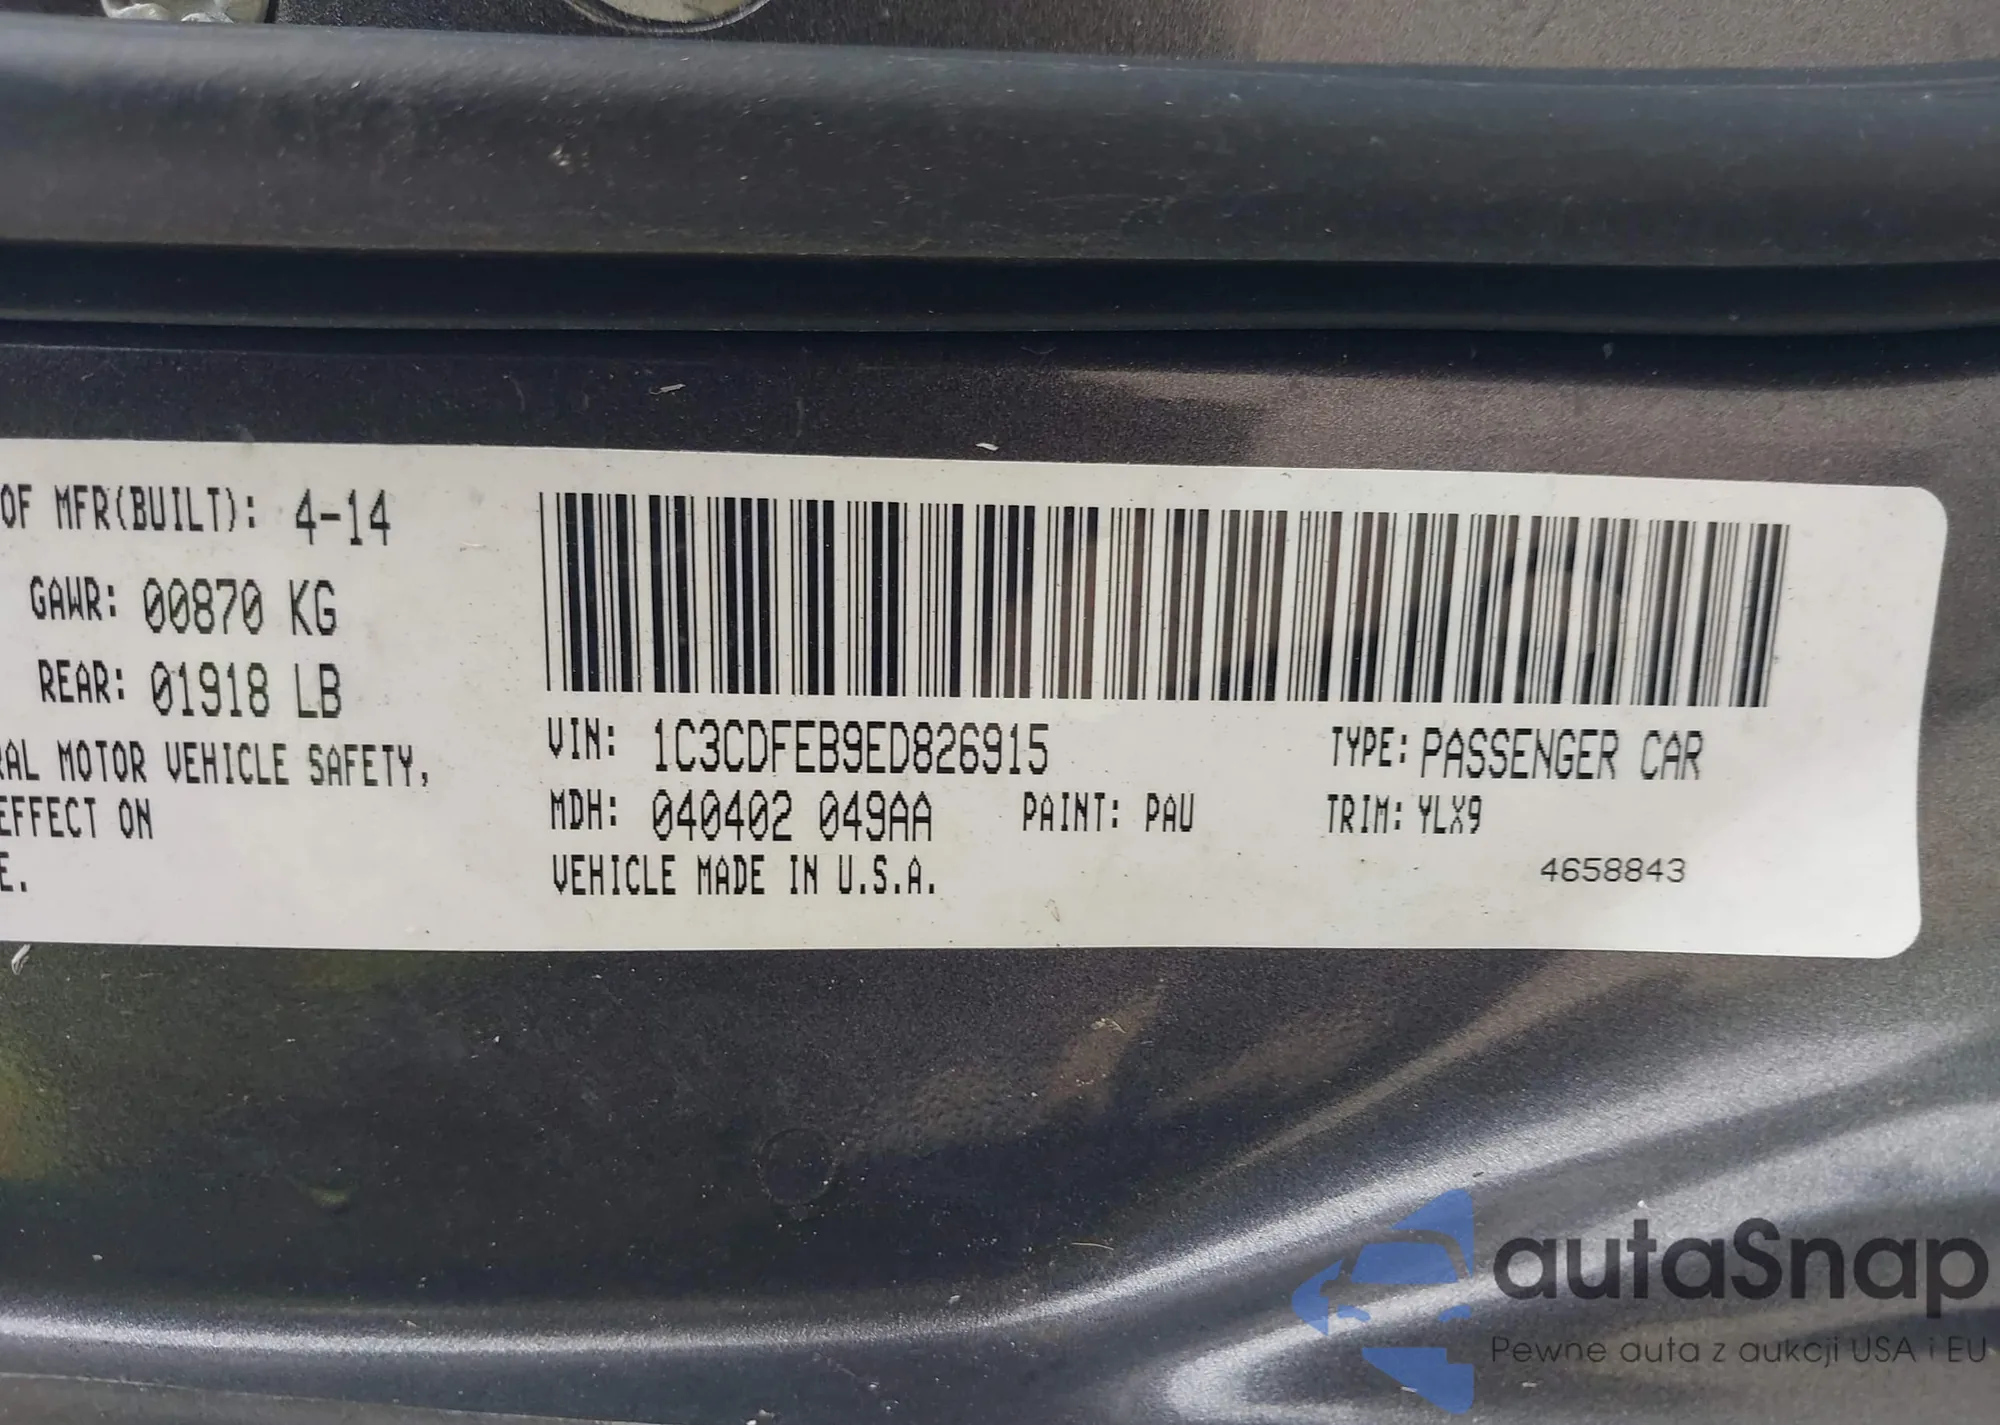 OF MFR(BUILT): 4-14
GAWR: 00870 KG
REAR: 01918 LB
RAL MOTOR VEHICLE SAFETY,
EFFECT ON
E.
VIN: 1C3CDFEB9ED826915
TYPE: PASSENGER CAR
MDH: 040402 049AA PAINT: PAU TRIM: YLX9
VEHICLE MADE IN U.S.A.
4658843
autaSnap
Pewne auta z aukcji USA i EU